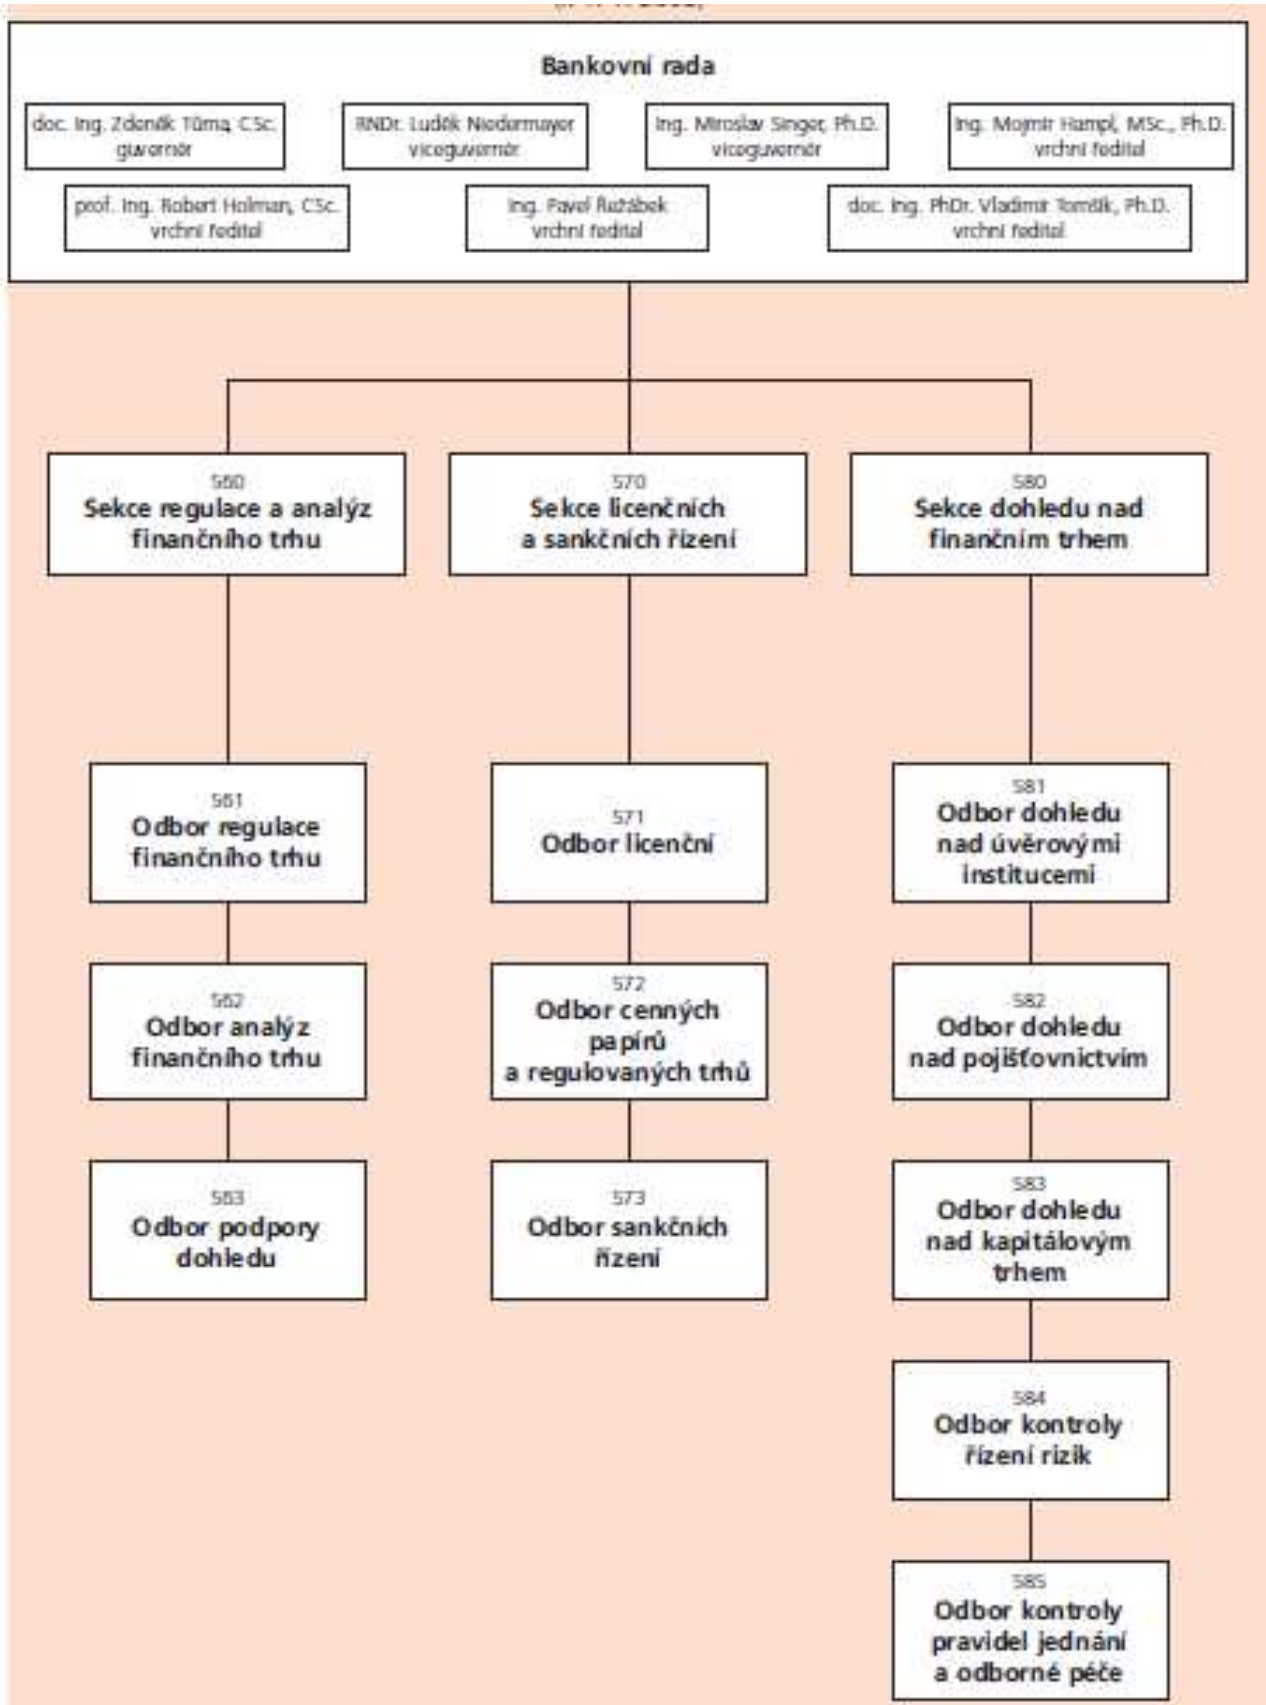 Bankovní rada
doc. Ing. Zdeněk Tůma, CSc.
guvernér
RNDr. Luděk Niedermayer
viceguvernér
Ing. Miroslav Singer, Ph.D.
viceguvernér
Ing. Mojmír Hampl, MSc., Ph.D.
vrchní ředitel
prof. Ing. Robert Holman, CSc.
vrchní ředitel
Ing. Pavel Řežábek
vrchní ředitel
doc. Ing. PhDr. Vladimír Tomšík, Ph.D.
vrchní ředitel
560
Sekce regulace a analýz
finančního trhu
570
Sekce licenčních
a sankčních řízení
580
Sekce dohledu nad
finančním trhem
561
Odbor regulace
finančního trhu
571
Odbor licenční
581
Odbor dohledu
nad úvěrovými
institucemi
562
Odbor analýz
finančního trhu
572
Odbor cenných
papírů
a regulovaných trhů
582
Odbor dohledu
nad pojišťovnictvím
563
Odbor podpory
dohledu
573
Odbor sankčních
řízení
583
Odbor dohledu
nad kapitálovým
trhem
584
Odbor kontroly
řízení rizik
585
Odbor kontroly
pravidel jednání
a odborné péče